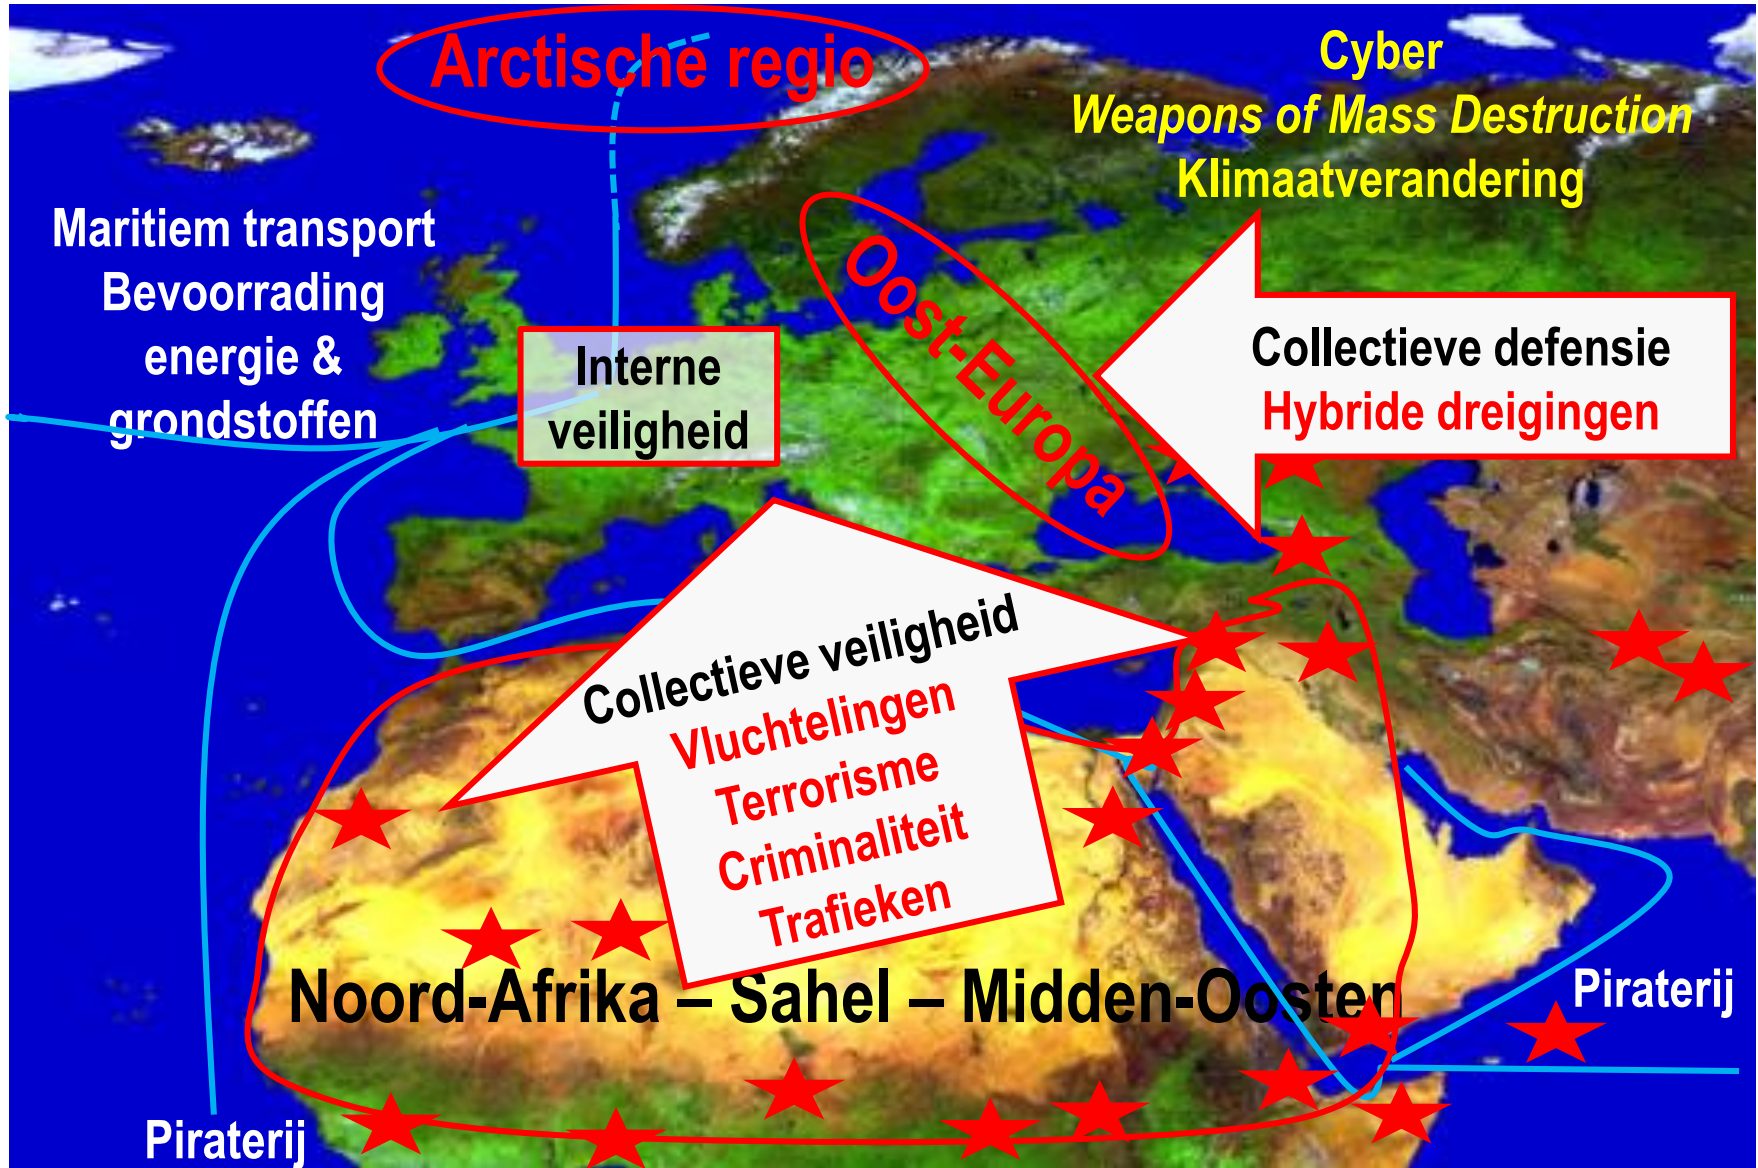 Arctische regio
Cyber
Weapons of Mass Destruction
Klimaatverandering
Maritiem transport
Bevoorrading
energie &
grondstoffen
Interne
veiligheid
Oost-Europa
Collectieve defensie
Hybride dreigingen
Collectieve veiligheid
Vluchtelingen
Terrorisme
Criminaliteit
Trafieken
Noord-Afrika – Sahel – Midden-Oosten
Piraterij
Piraterij